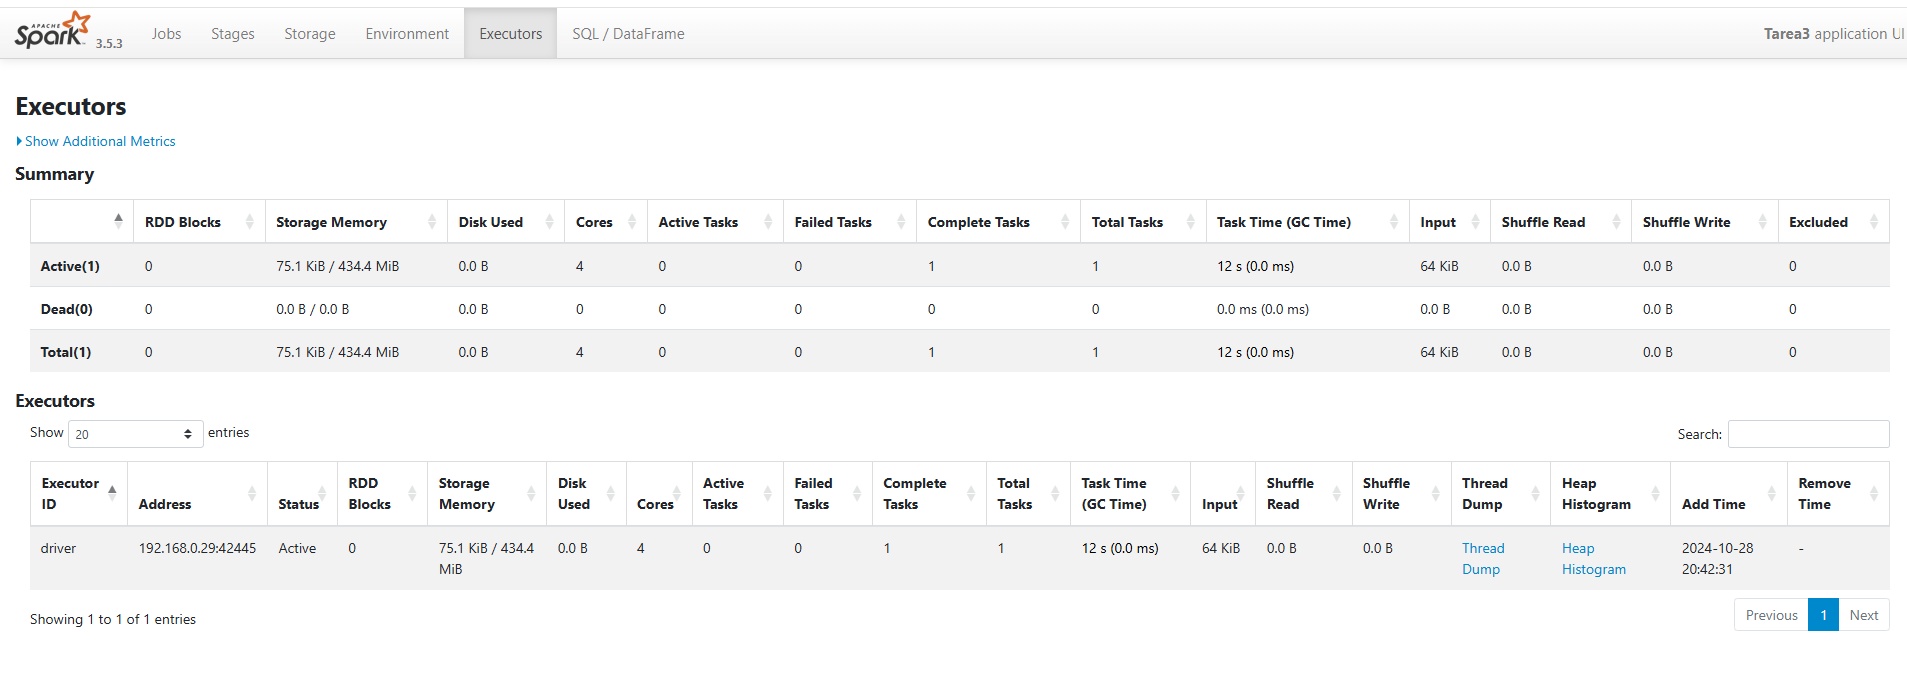 APACHE Spark 3.5.3 Jobs Stages Storage Environment Executors SQL / DataFrame Tarea3 application UI
Executors
Show Additional Metrics
Summary
RDD Blocks Storage Memory Disk Used Cores Active Tasks Failed Tasks Complete Tasks Total Tasks Task Time (GC Time) Input Shuffle Read Shuffle Write Excluded
Active(1) 0 75.1 KiB / 434.4 MiB 0.0 B 4 0 0 1 1 12 s (0.0 ms) 64 KiB 0.0 B 0.0 B 0
Dead(0) 0 0.0 B / 0.0 B 0.0 B 0 0 0 0 0 0.0 ms (0.0 ms) 0.0 B 0.0 B 0.0 B 0
Total(1) 0 75.1 KiB / 434.4 MiB 0.0 B 4 0 0 1 1 12 s (0.0 ms) 64 KiB 0.0 B 0.0 B 0
Executors
Show 20 entries Search:
Executor ID Address Status RDD Blocks Storage Memory Disk Used Cores Active Tasks Failed Tasks Complete Tasks Total Tasks Task Time (GC Time) Input Shuffle Read Shuffle Write Thread Dump Heap Histogram Add Time Remove Time
driver 192.168.0.29:42445 Active 0 75.1 KiB / 434.4 MiB 0.0 B 4 0 0 1 1 12 s (0.0 ms) 64 KiB 0.0 B 0.0 B Thread Dump Heap Histogram 2024-10-28 20:42:31 -
Showing 1 to 1 of 1 entries Previous 1 Next